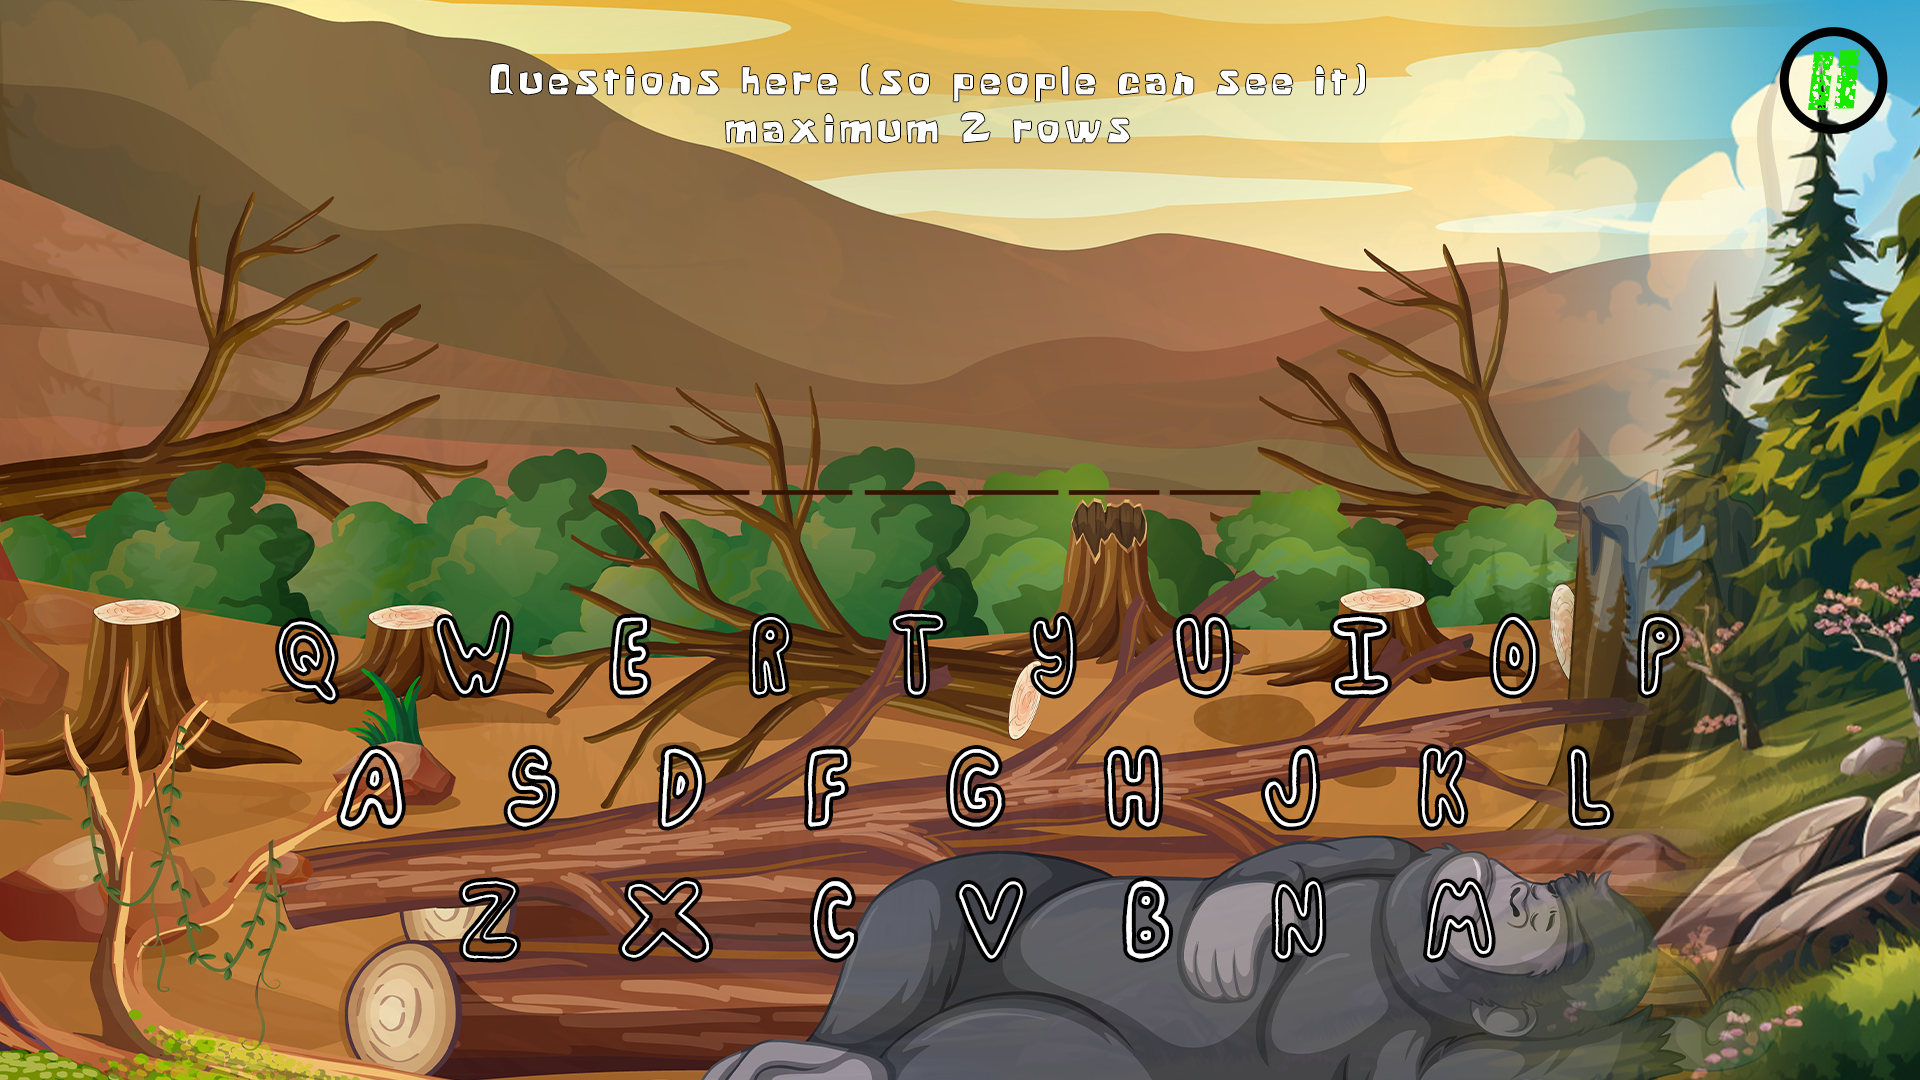 Questions here (so people can see it)
maximum 2 rows
Q W E R T Y U I O P
A S D F G H J K L
Z X C V B N M